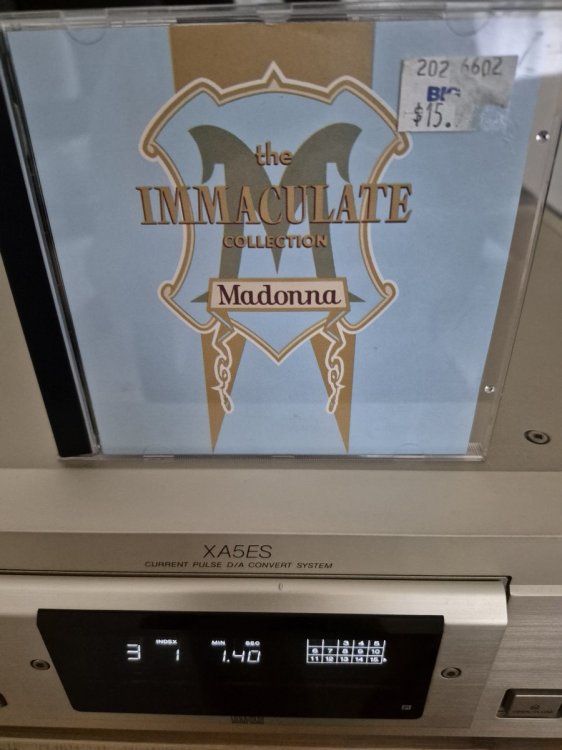 202 6602
BIG
$15.
the
IMMACULATE
COLLECTION
Madonna
XA5ES
CURRENT PULSE D/A CONVERT SYSTEM
INDEX MIN SEC
3 1 1.40
3 4 5
6 7 8 9 10
11 12 13 14 15